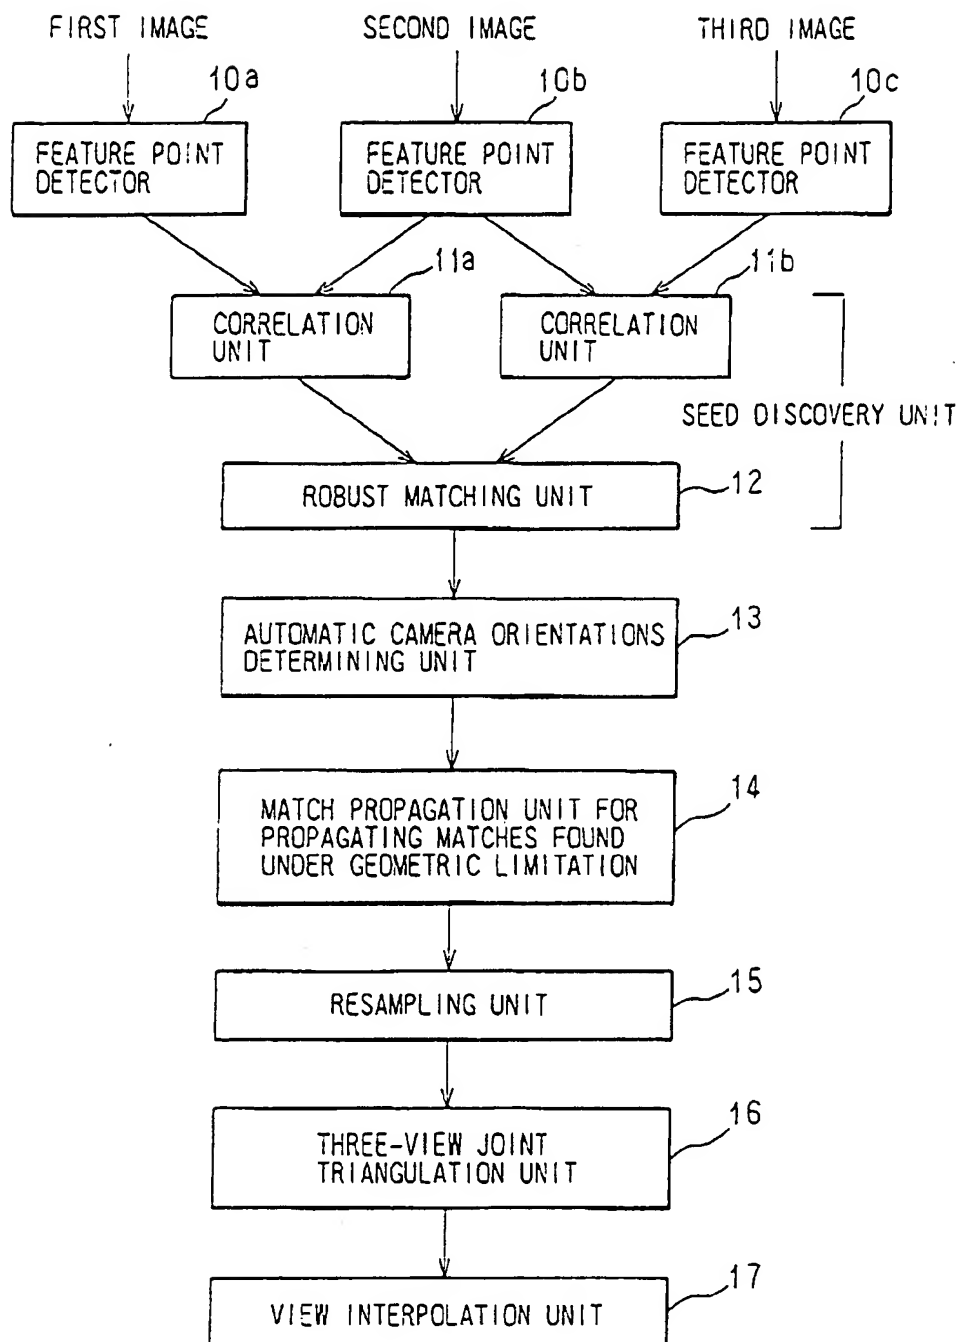 FIRST IMAGE
SECOND IMAGE
THIRD IMAGE
10a
10b
10c
FEATURE POINT
DETECTOR
FEATURE POINT
DETECTOR
FEATURE POINT
DETECTOR
11a
11b
CORRELATION
UNIT
CORRELATION
UNIT
SEED DISCOVERY UNIT
ROBUST MATCHING UNIT
12
AUTOMATIC CAMERA ORIENTATIONS
DETERMINING UNIT
13
MATCH PROPAGATION UNIT FOR
PROPAGATING MATCHES FOUND
UNDER GEOMETRIC LIMITATION
14
RESAMPLING UNIT
15
THREE-VIEW JOINT
TRIANGULATION UNIT
16
VIEW INTERPOLATION UNIT
17